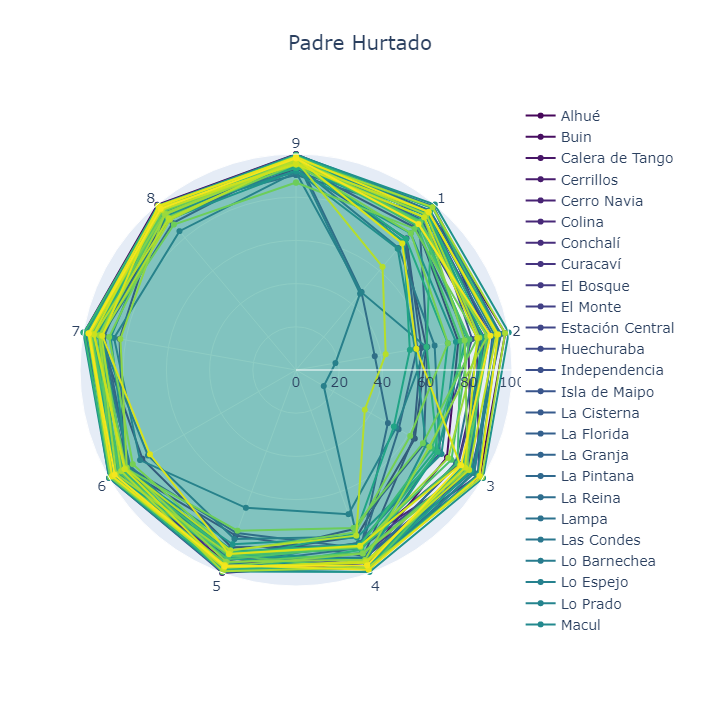 Padre Hurtado
9
8
1
7
2
6
3
5
4
0
20
40
60
80
100
Alhué
Buin
Calera de Tango
Cerrillos
Cerro Navia
Colina
Conchalí
Curacaví
El Bosque
El Monte
Estación Central
Huechuraba
Independencia
Isla de Maipo
La Cisterna
La Florida
La Granja
La Pintana
La Reina
Lampa
Las Condes
Lo Barnechea
Lo Espejo
Lo Prado
Macul